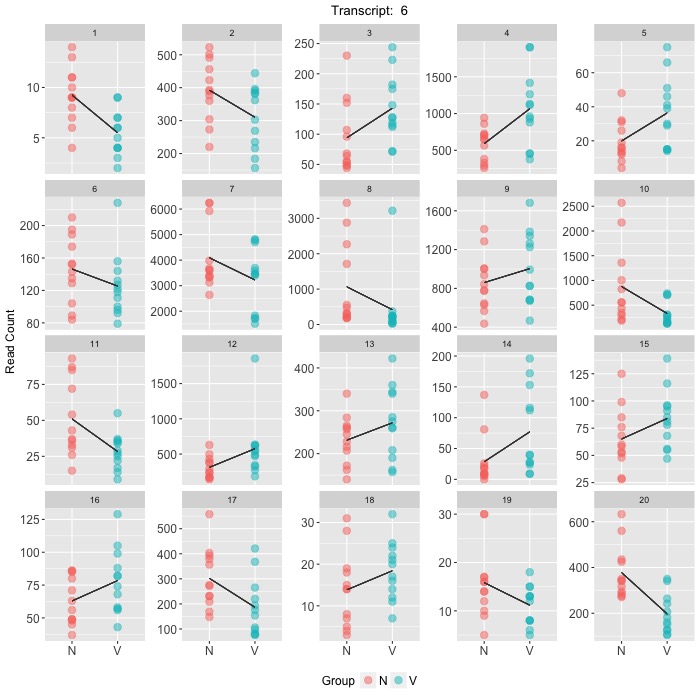 Transcript: 6
1 2 3 4 5
10 5
500 400 300 200
250 200 150 100 50
1500 1000 500
60 40 20
6 7 8 9 10
200 160 120 80
6000 5000 4000 3000 2000
3000 2000 1000 0
1600 1200 800 400
2500 2000 1500 1000 500
Read Count
11 12 13 14 15
75 50 25
1500 1000 500
400 300 200
200 150 100 50 0
125 100 75 50 25
16 17 18 19 20
125 100 75 50
500 400 300 200 100
30 20 10
30 20 10
600 400 200
N V N V N V N V N V
Group N V